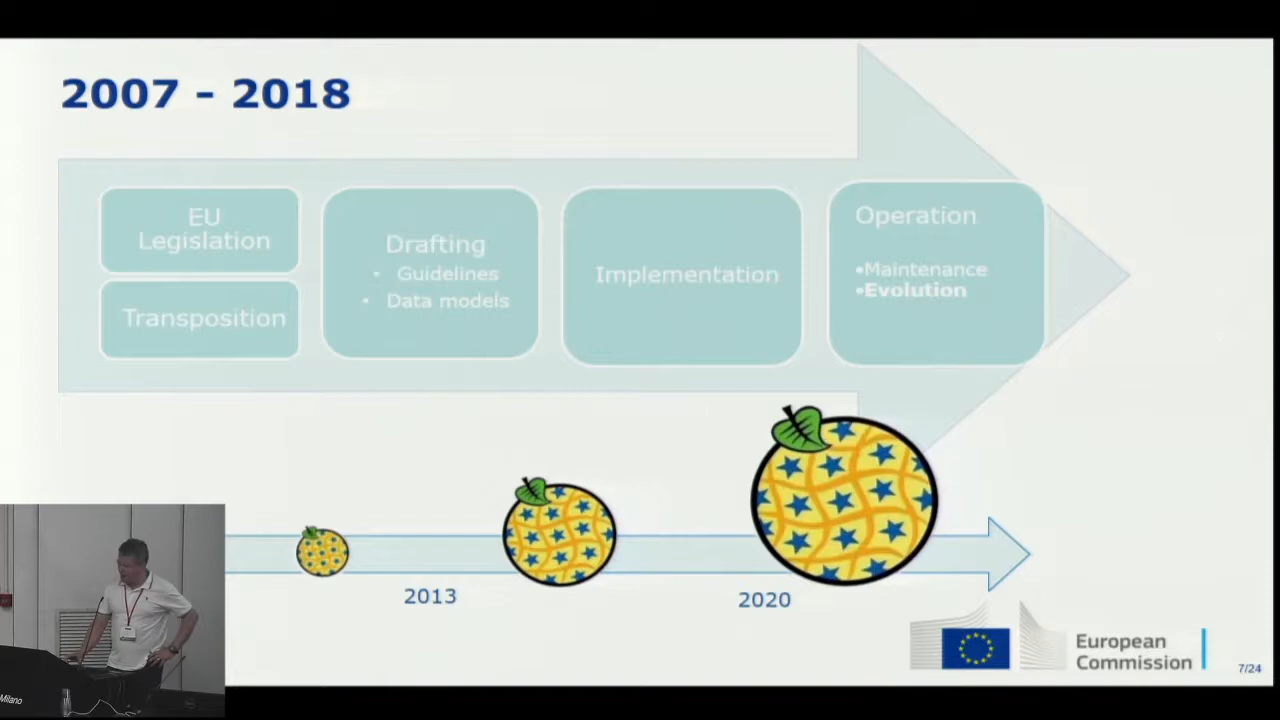 2007 - 2018
EU
Legislation
Transposition
Drafting
• Guidelines
• Data models
Implementation
Operation
•Maintenance
•Evolution
2013
2020
European
Commission
7/24
Milano